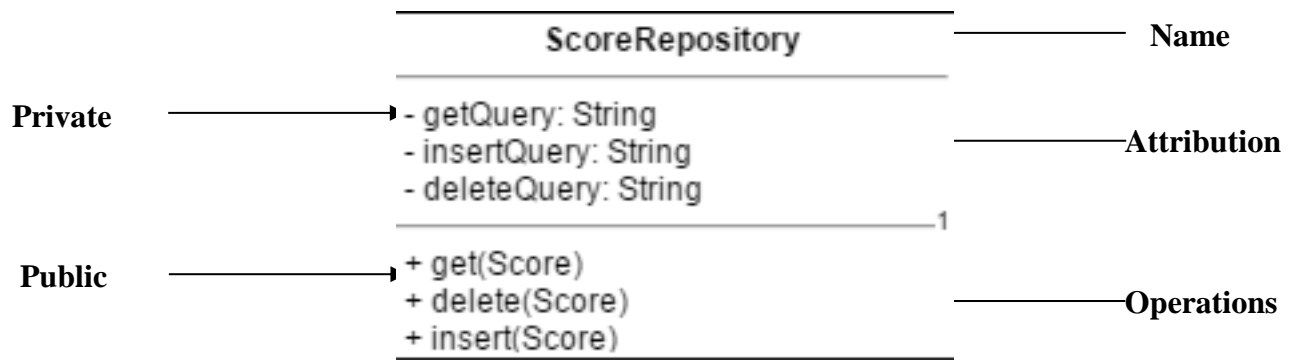 ScoreRepository
Name
Private
- getQuery: String
- insertQuery: String
- deleteQuery: String
Attribution
1
Public
+ get(Score)
+ delete(Score)
+ insert(Score)
Operations